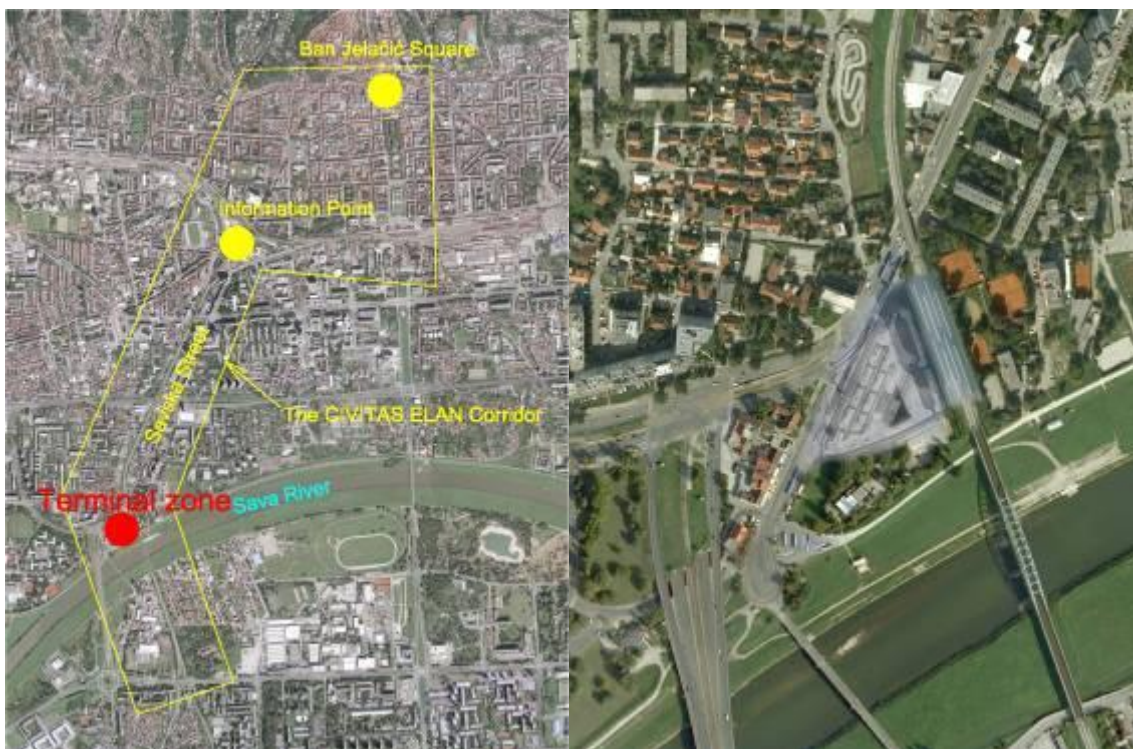 Ban Jelačić Square
Information Point
Savska Street
The CIVITAS ELAN Corridor
Terminal zone
Sava River